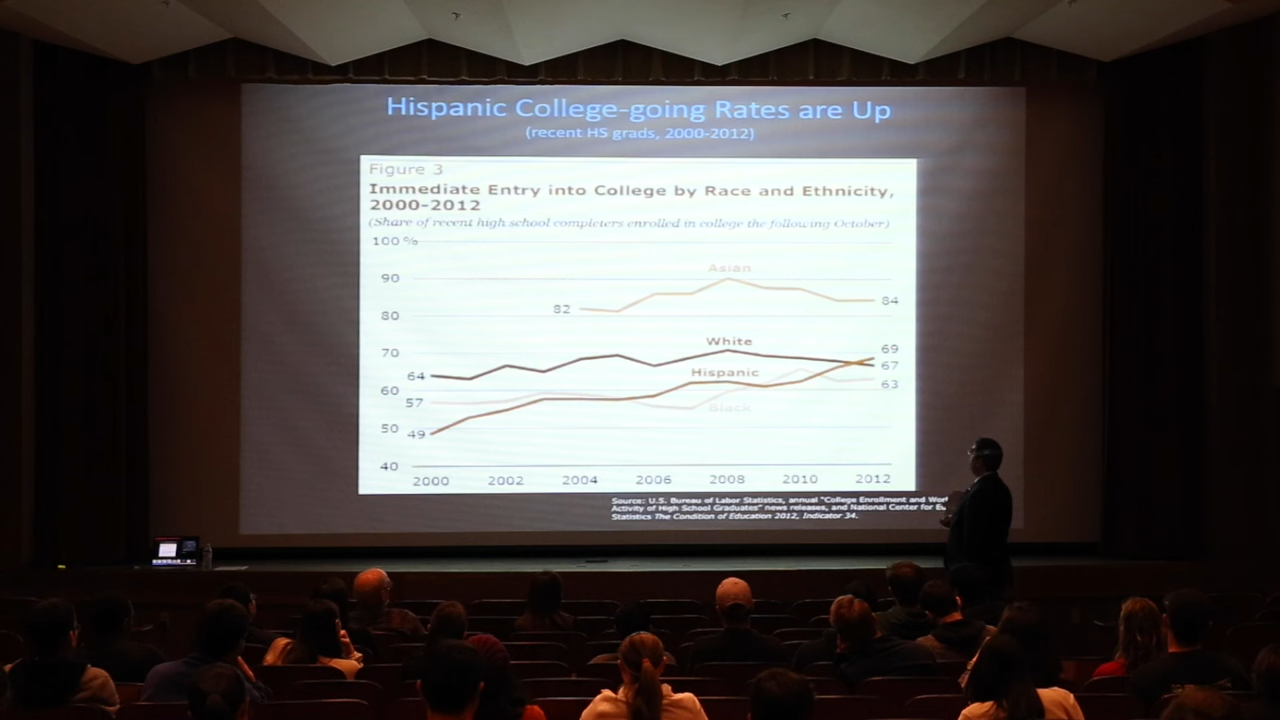 Hispanic College-going Rates are Up
(recent HS grads, 2000-2012)
Figure 3
Immediate Entry into College by Race and Ethnicity,
2000-2012
(Share of recent high school completers enrolled in college the following October)
100 %
Asian
90
82
84
80
White
69
70
67
Hispanic
64
63
60
57
Black
50
49
40
2000 2002 2004 2006 2008 2010 2012
Source: U.S. Bureau of Labor Statistics, annual "College Enrollment and
Activity of High School Graduates" news releases, and National Center for
Statistics The Condition of Education 2012, Indicator 34.